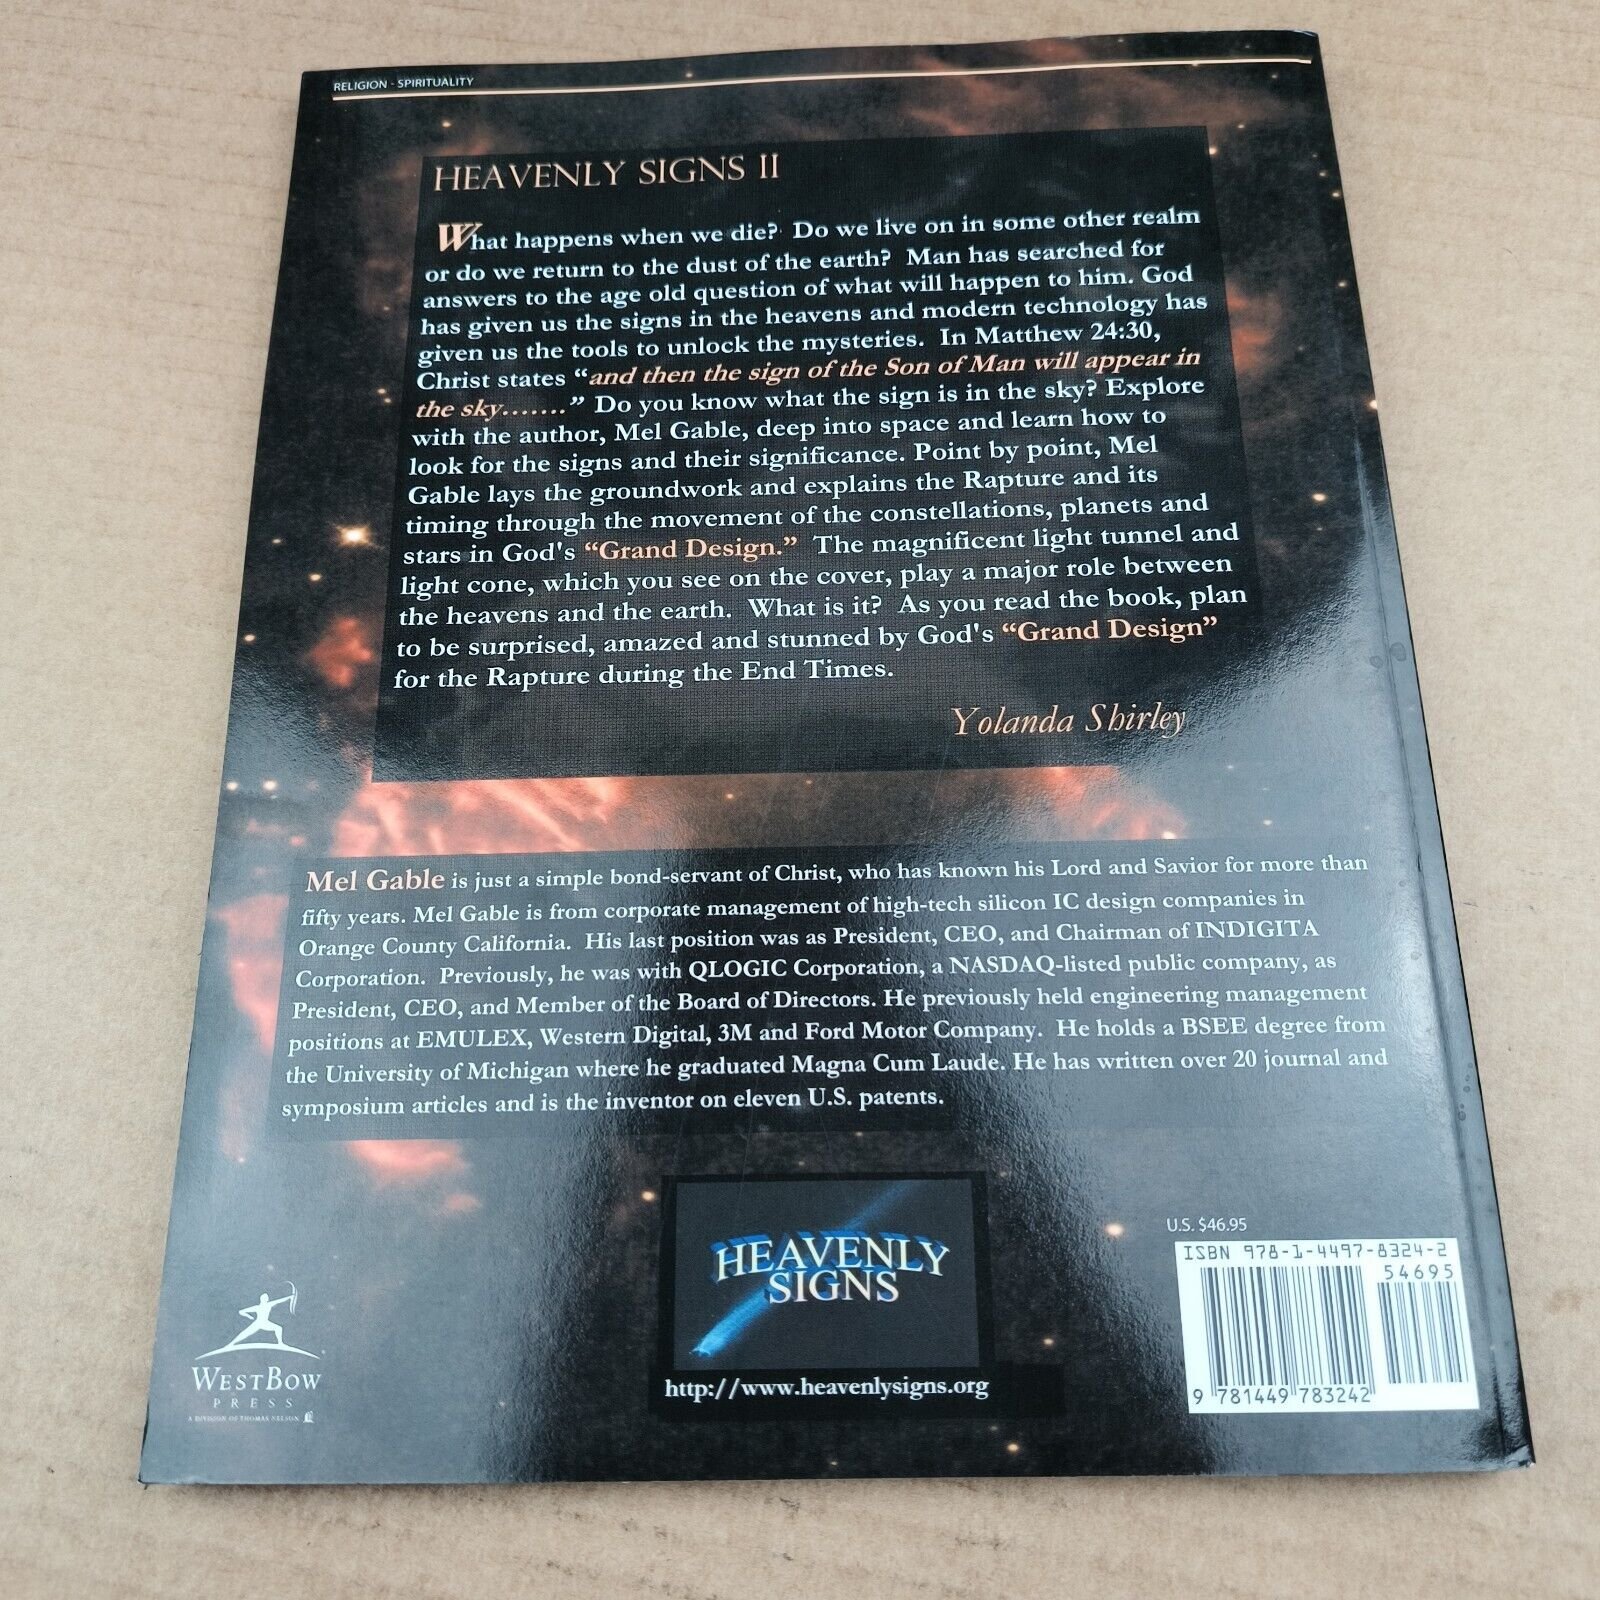 RELIGION - SPIRITUALITY
HEAVENLY SIGNS II
What happens when we die? Do we live on in some other realm
or do we return to the dust of the earth? Man has searched for
answers to the age old question of what will happen to him. God
has given us the signs in the heavens and modern technology has
given us the tools to unlock the mysteries. In Matthew 24:30,
Christ states “and then the sign of the Son of Man will appear in
the sky.......” Do you know what the sign is in the sky? Explore
with the author, Mel Gable, deep into space and learn how to
look for the signs and their significance. Point by point, Mel
Gable lays the groundwork and explains the Rapture and its
timing through the movement of the constellations, planets and
stars in God's “Grand Design.” The magnificent light tunnel and
light cone, which you see on the cover, play a major role between
the heavens and the earth. What is it? As you read the book, plan
to be surprised, amazed and stunned by God's “Grand Design”
for the Rapture during the End Times.
Yolanda Shirley
Mel Gable is just a simple bond-servant of Christ, who has known his Lord and Savior for more than
fifty years. Mel Gable is from corporate management of high-tech silicon IC design companies in
Orange County California. His last position was as President, CEO, and Chairman of INDIGITA
Corporation. Previously, he was with QLOGIC Corporation, a NASDAQ-listed public company, as
President, CEO, and Member of the Board of Directors. He previously held engineering management
positions at EMULEX, Western Digital, 3M and Ford Motor Company. He holds a BSEE degree from
the University of Michigan where he graduated Magna Cum Laude. He has written over 20 journal and
symposium articles and is the inventor on eleven U.S. patents.
HEAVENLY
SIGNS
http://www.heavenlysigns.org
WESTBOW
PRESS
A DIVISION OF THOMAS NELSON
U.S. $46.95
ISBN 978-1-4497-8324-2
54695
9 781449 783242